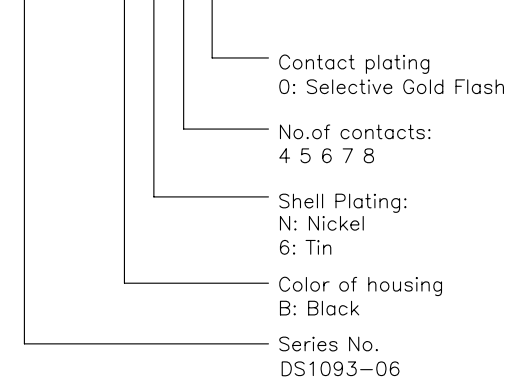 Contact plating
0: Selective Gold Flash
No.of contacts:
4 5 6 7 8
Shell Plating:
N: Nickel
6: Tin
Color of housing
B: Black
Series No.
DS1093-06